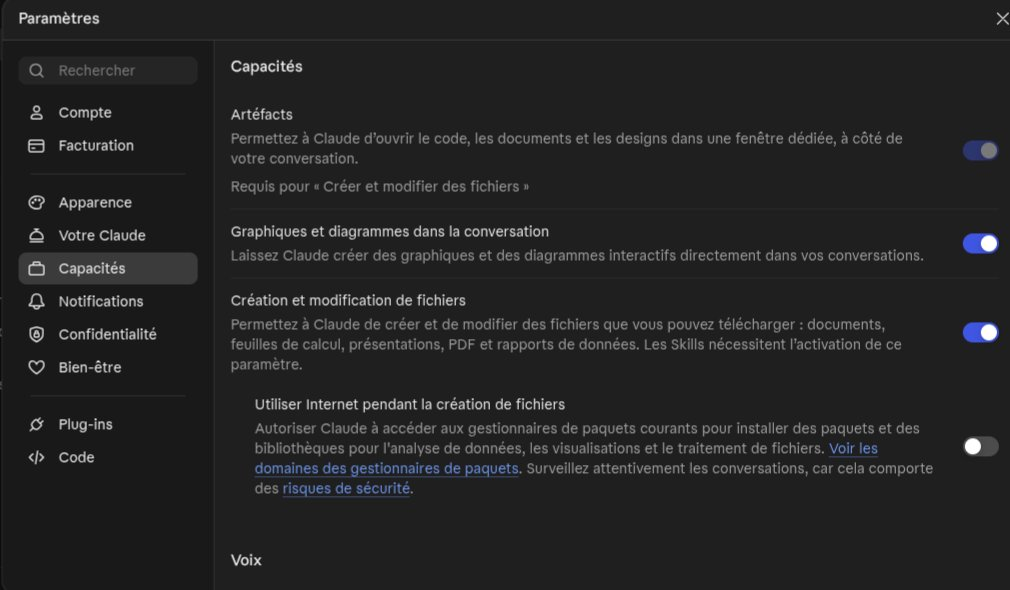 Paramètres
Rechercher
Compte
Facturation
Apparence
Votre Claude
Capacités
Notifications
Confidentialité
Bien-être
Plug-ins
Code
Capacités
Artéfacts
Permettez à Claude d'ouvrir le code, les documents et les designs dans une fenêtre dédiée, à côté de
votre conversation.
Requis pour « Créer et modifier des fichiers »
Graphiques et diagrammes dans la conversation
Laissez Claude créer des graphiques et des diagrammes interactifs directement dans vos conversations.
Création et modification de fichiers
Permettez à Claude de créer et de modifier des fichiers que vous pouvez télécharger : documents,
feuilles de calcul, présentations, PDF et rapports de données. Les Skills nécessitent l'activation de ce
paramètre.
Utiliser Internet pendant la création de fichiers
Autoriser Claude à accéder aux gestionnaires de paquets courants pour installer des paquets et des
bibliothèques pour l'analyse de données, les visualisations et le traitement de fichiers. Voir les
domaines des gestionnaires de paquets. Surveillez attentivement les conversations, car cela comporte
des risques de sécurité.
Voix